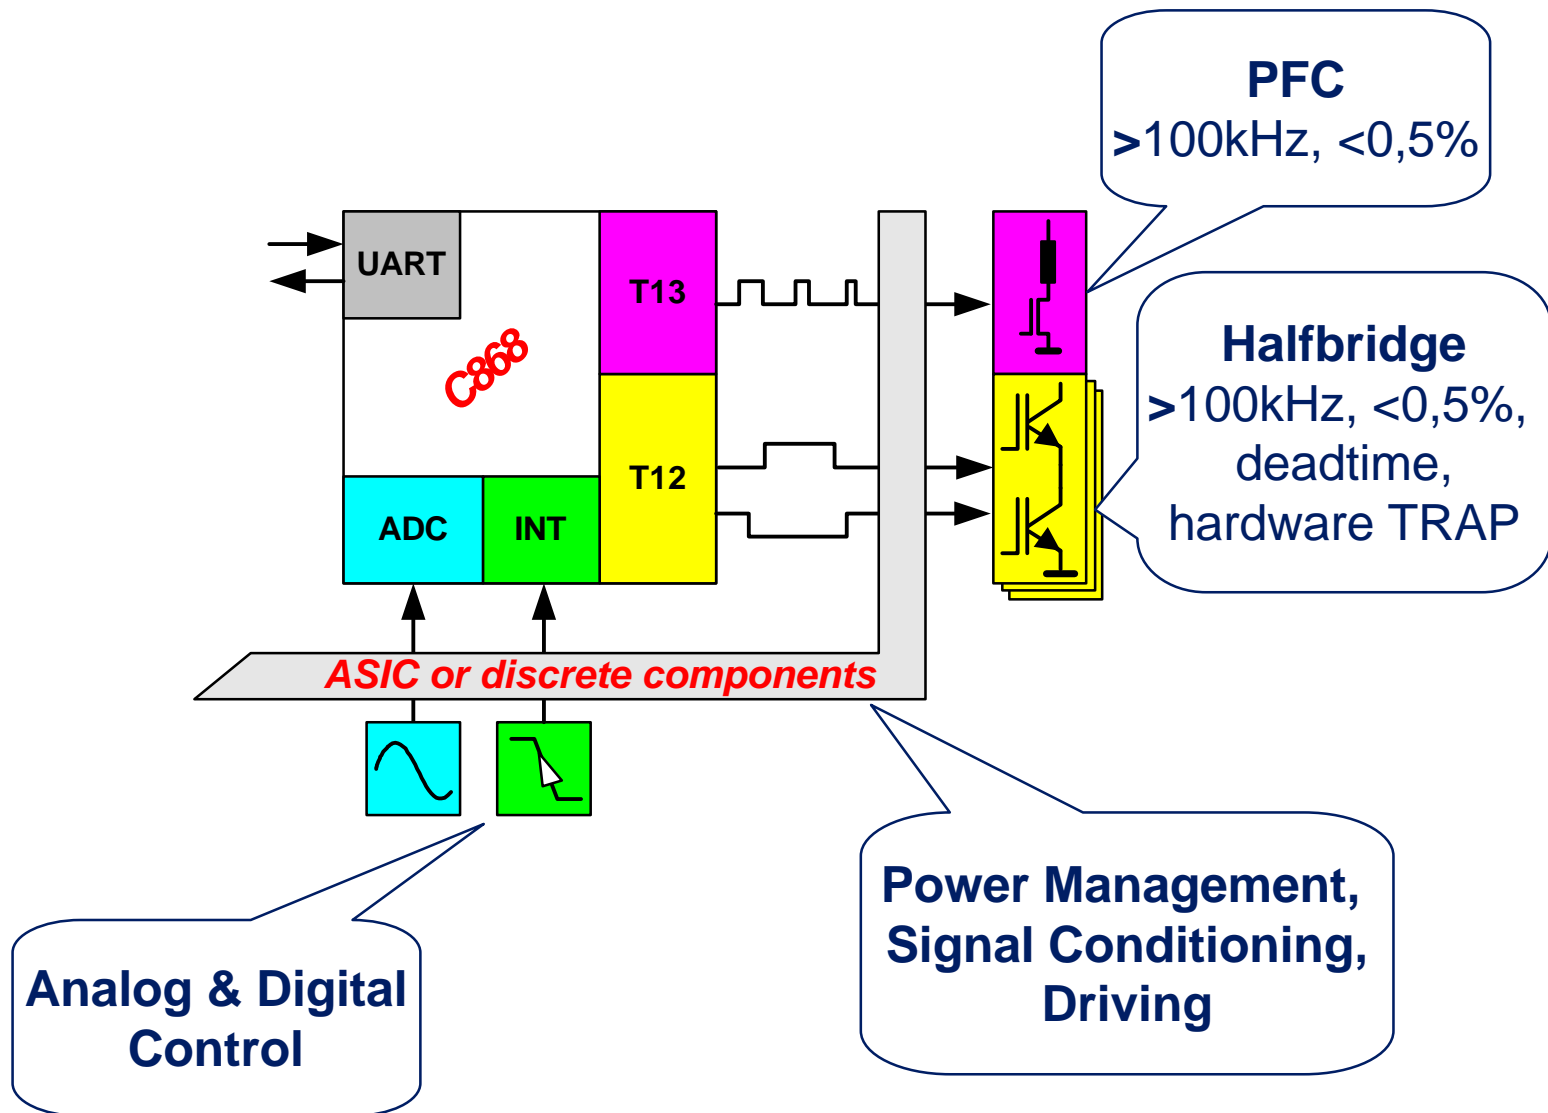 PFC
>100kHz, <0,5%
UART
T13
C868
Halfbridge
>100kHz, <0,5%,
deadtime,
hardware TRAP
T12
ADC
INT
ASIC or discrete components
Power Management,
Signal Conditioning,
Driving
Analog & Digital
Control